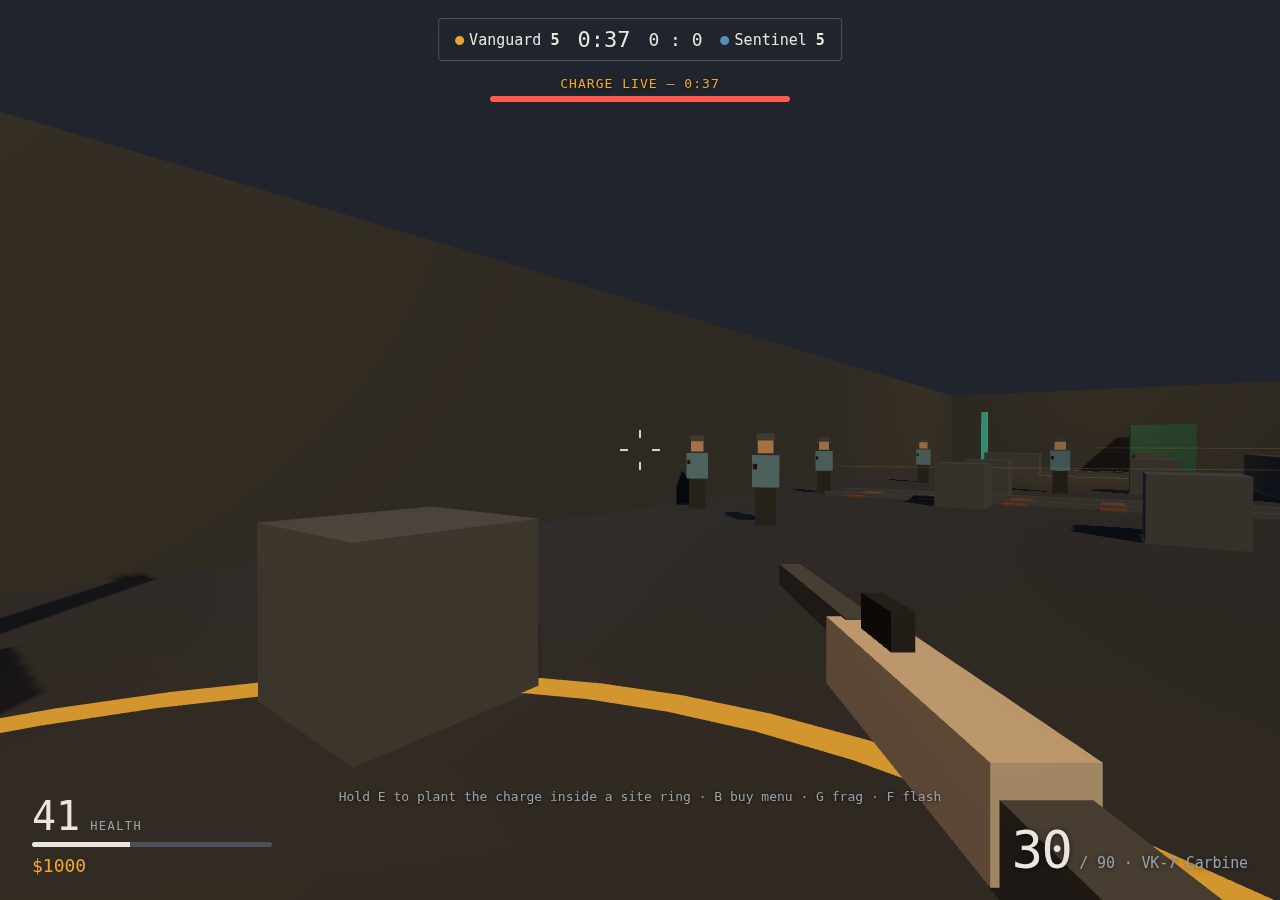 Vanguard 5 0:37 0 : 0 Sentinel 5
CHARGE LIVE — 0:37
Hold E to plant the charge inside a site ring · B buy menu · G frag · F flash
41 HEALTH
$1000
30 / 90 · VK-7 Carbine